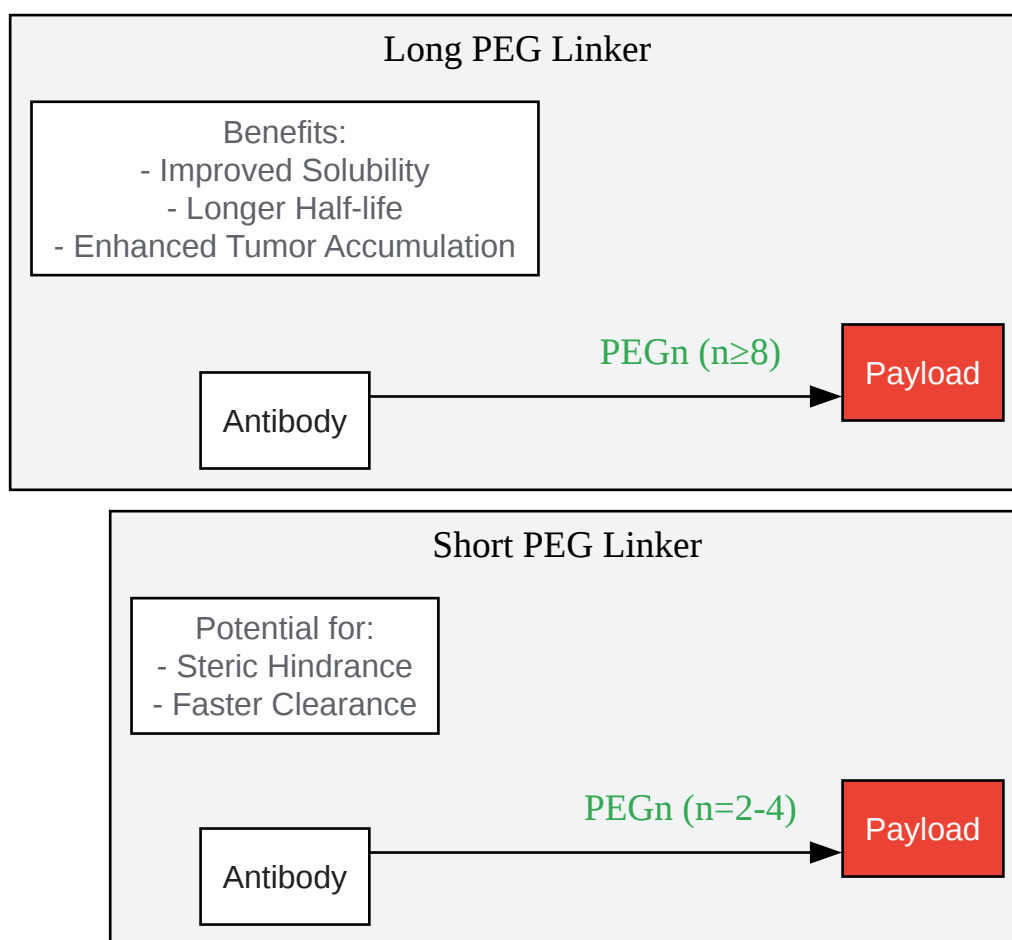 Long PEG Linker
Benefits:
- Improved Solubility
- Longer Half-life
- Enhanced Tumor Accumulation
PEGn (n≥8)
Payload
Antibody
Short PEG Linker
Potential for:
- Steric Hindrance
- Faster Clearance
PEGn (n=2-4)
Payload
Antibody